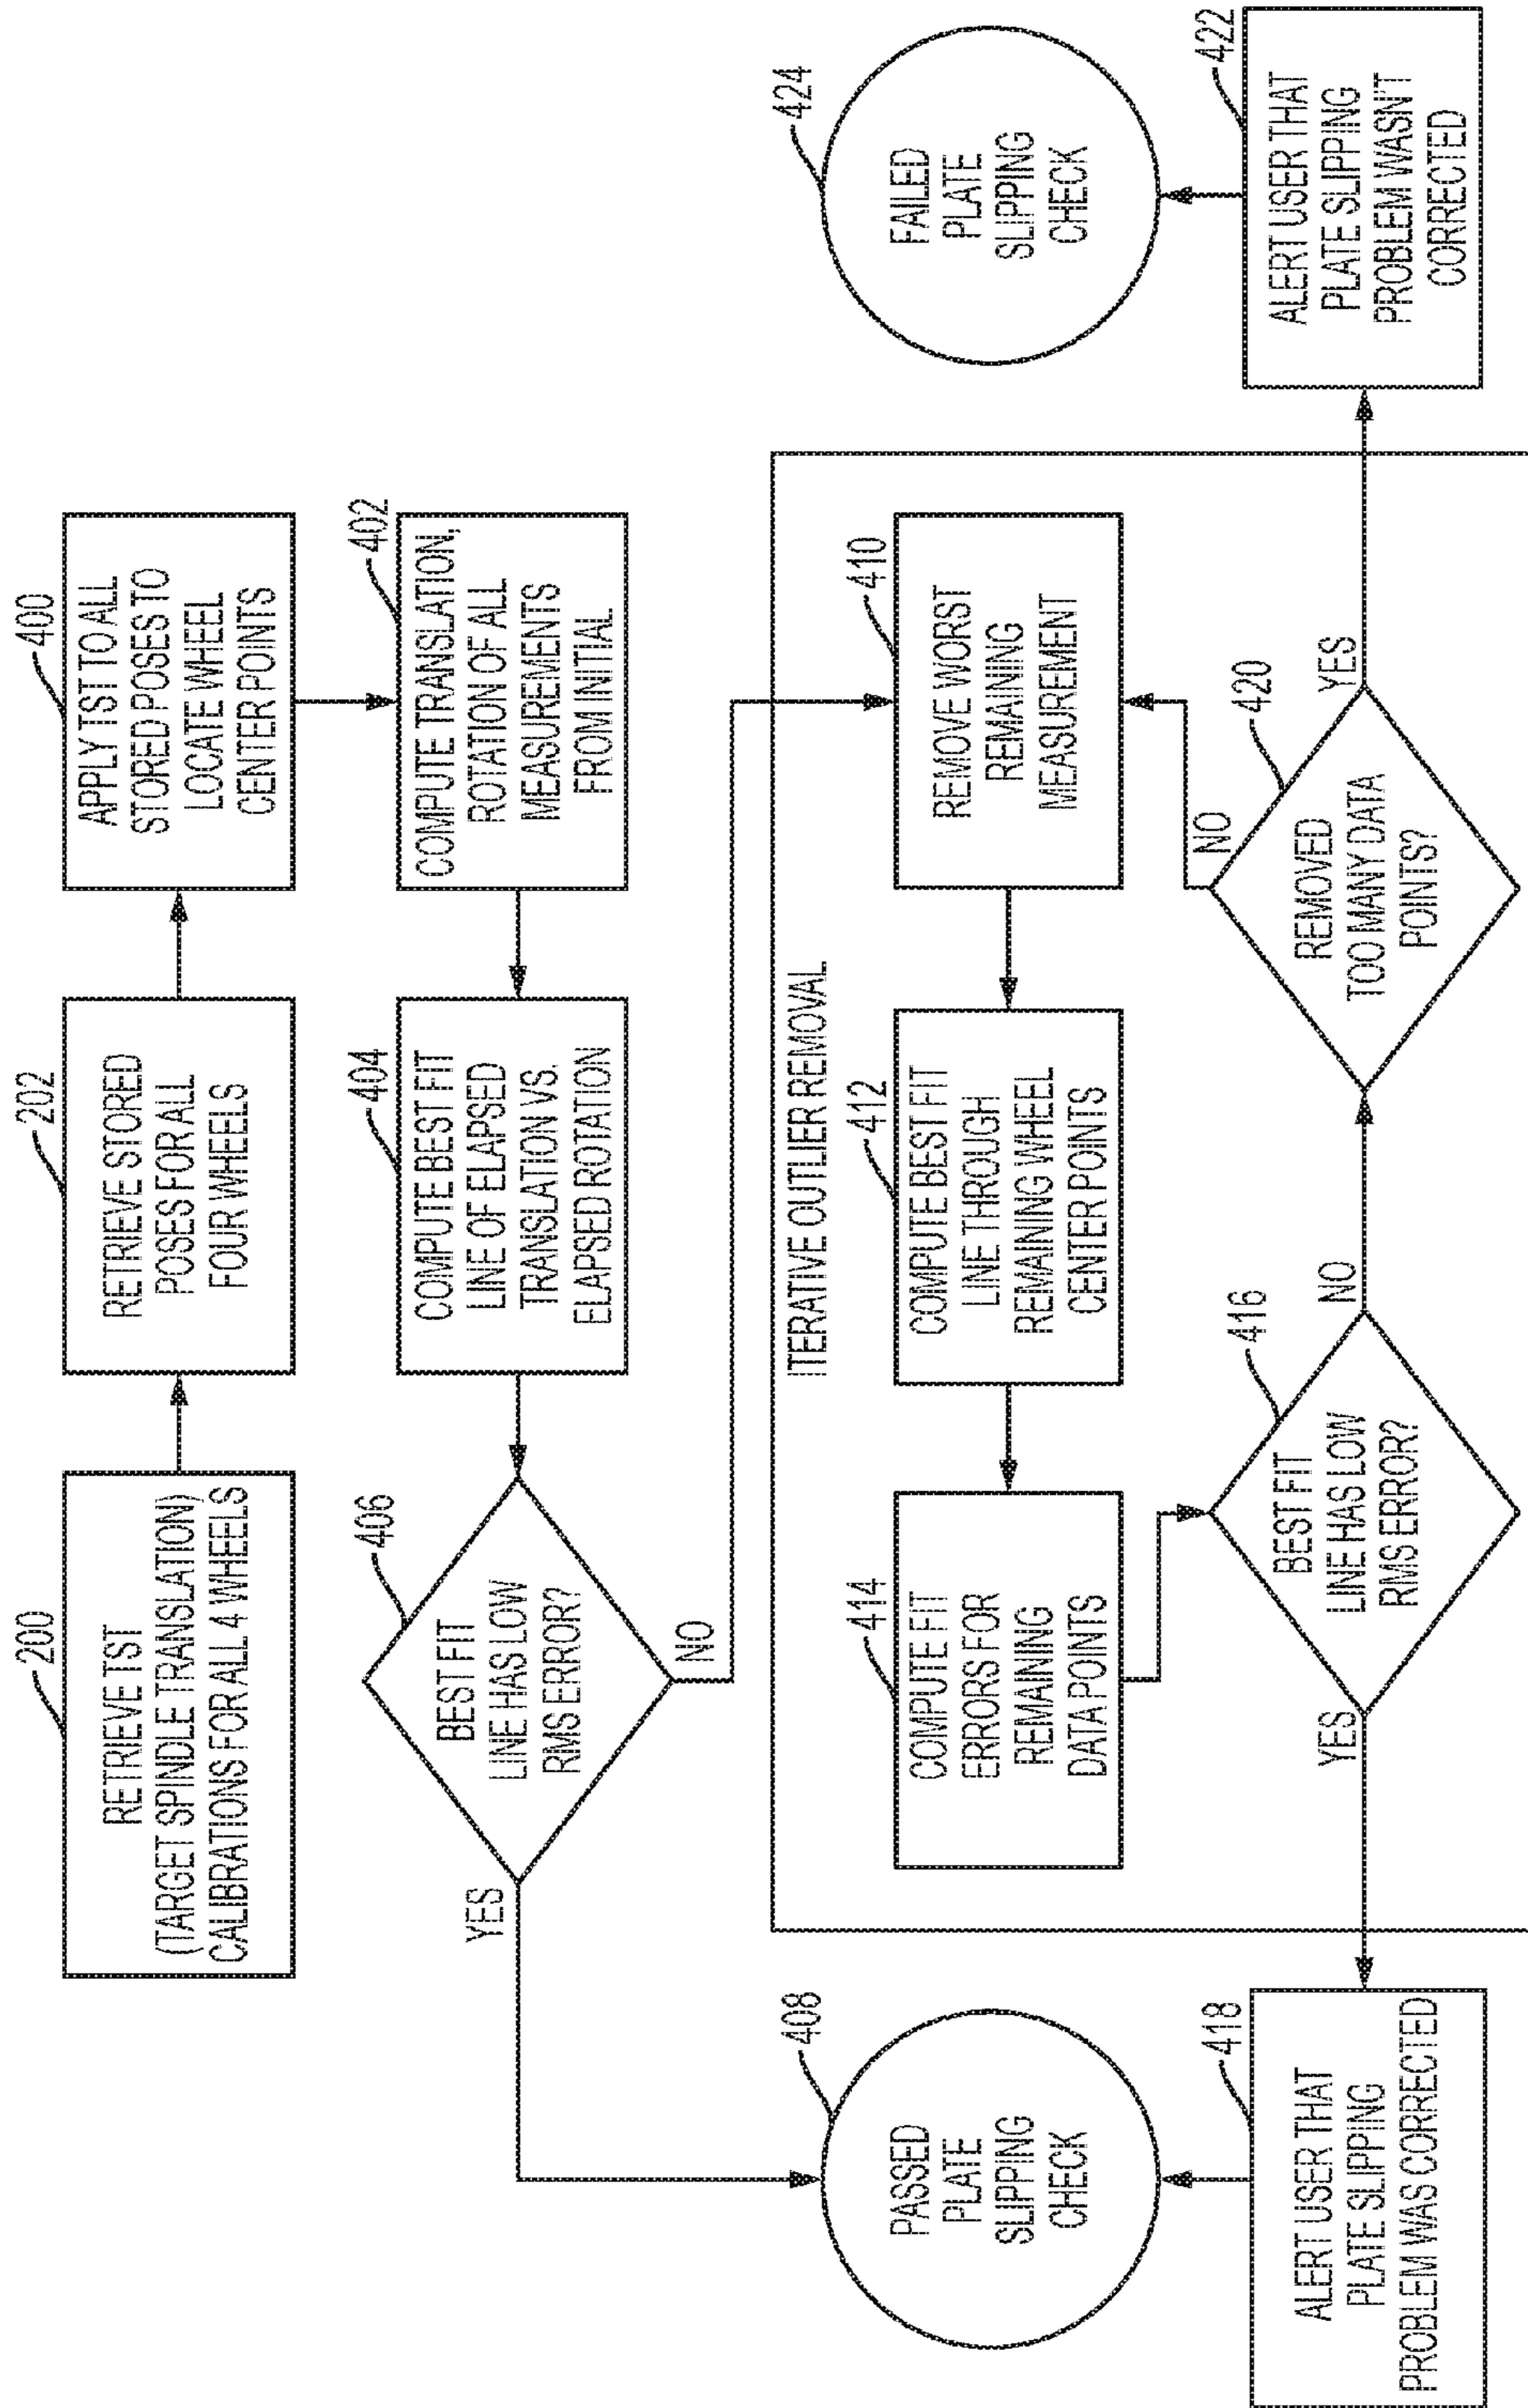 200
RETRIEVE TST
(TARGET SPINDLE TRANSLATION)
CALIBRATIONS FOR ALL 4 WHEELS
202
RETRIEVE STORED
POSES FOR ALL
FOUR WHEELS
400
APPLY TST TO ALL
STORED POSES TO
LOCATE WHEEL
CENTER POINTS
402
COMPUTE TRANSLATION,
ROTATION OF ALL
MEASUREMENTS
FROM INITIAL
404
COMPUTE BEST FIT
LINE OF ELAPSED
TRANSLATION VS.
ELAPSED ROTATION
406
BEST FIT
LINE HAS LOW
RMS ERROR?
YES
NO
408
PASSED
PLATE
SLIPPING
CHECK
ITERATIVE OUTLIER REMOVAL
410
REMOVE WORST
REMAINING
MEASUREMENT
412
COMPUTE BEST FIT
LINE THROUGH
REMAINING WHEEL
CENTER POINTS
414
COMPUTE FIT
ERRORS FOR
REMAINING
DATA POINTS
416
BEST FIT
LINE HAS LOW
RMS ERROR?
YES
NO
418
ALERT USER THAT
PLATE SLIPPING
PROBLEM WAS CORRECTED
420
REMOVED
TOO MANY DATA
POINTS?
NO
YES
422
ALERT USER THAT
PLATE SLIPPING
PROBLEM WASN'T
CORRECTED
424
FAILED
PLATE
SLIPPING
CHECK